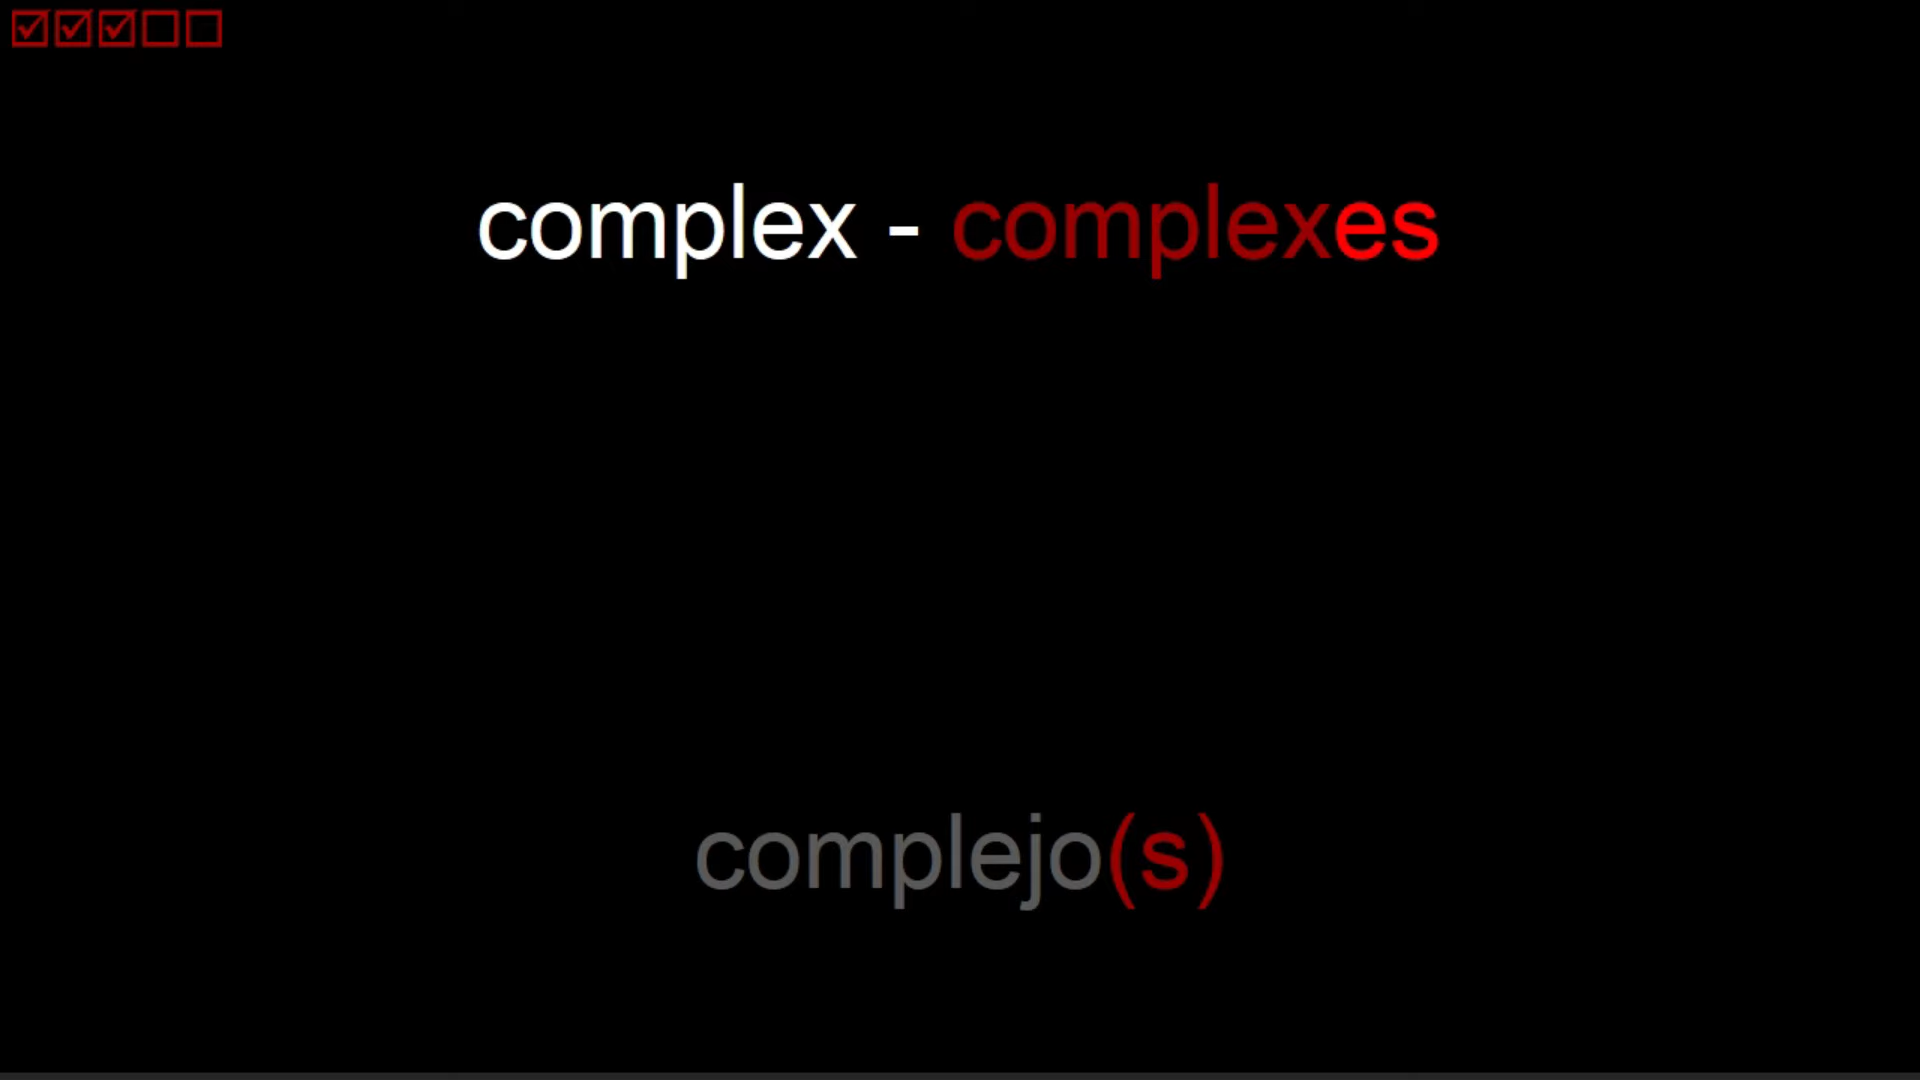 ☑☑☑☐☐
complex - complexes
complejo(s)